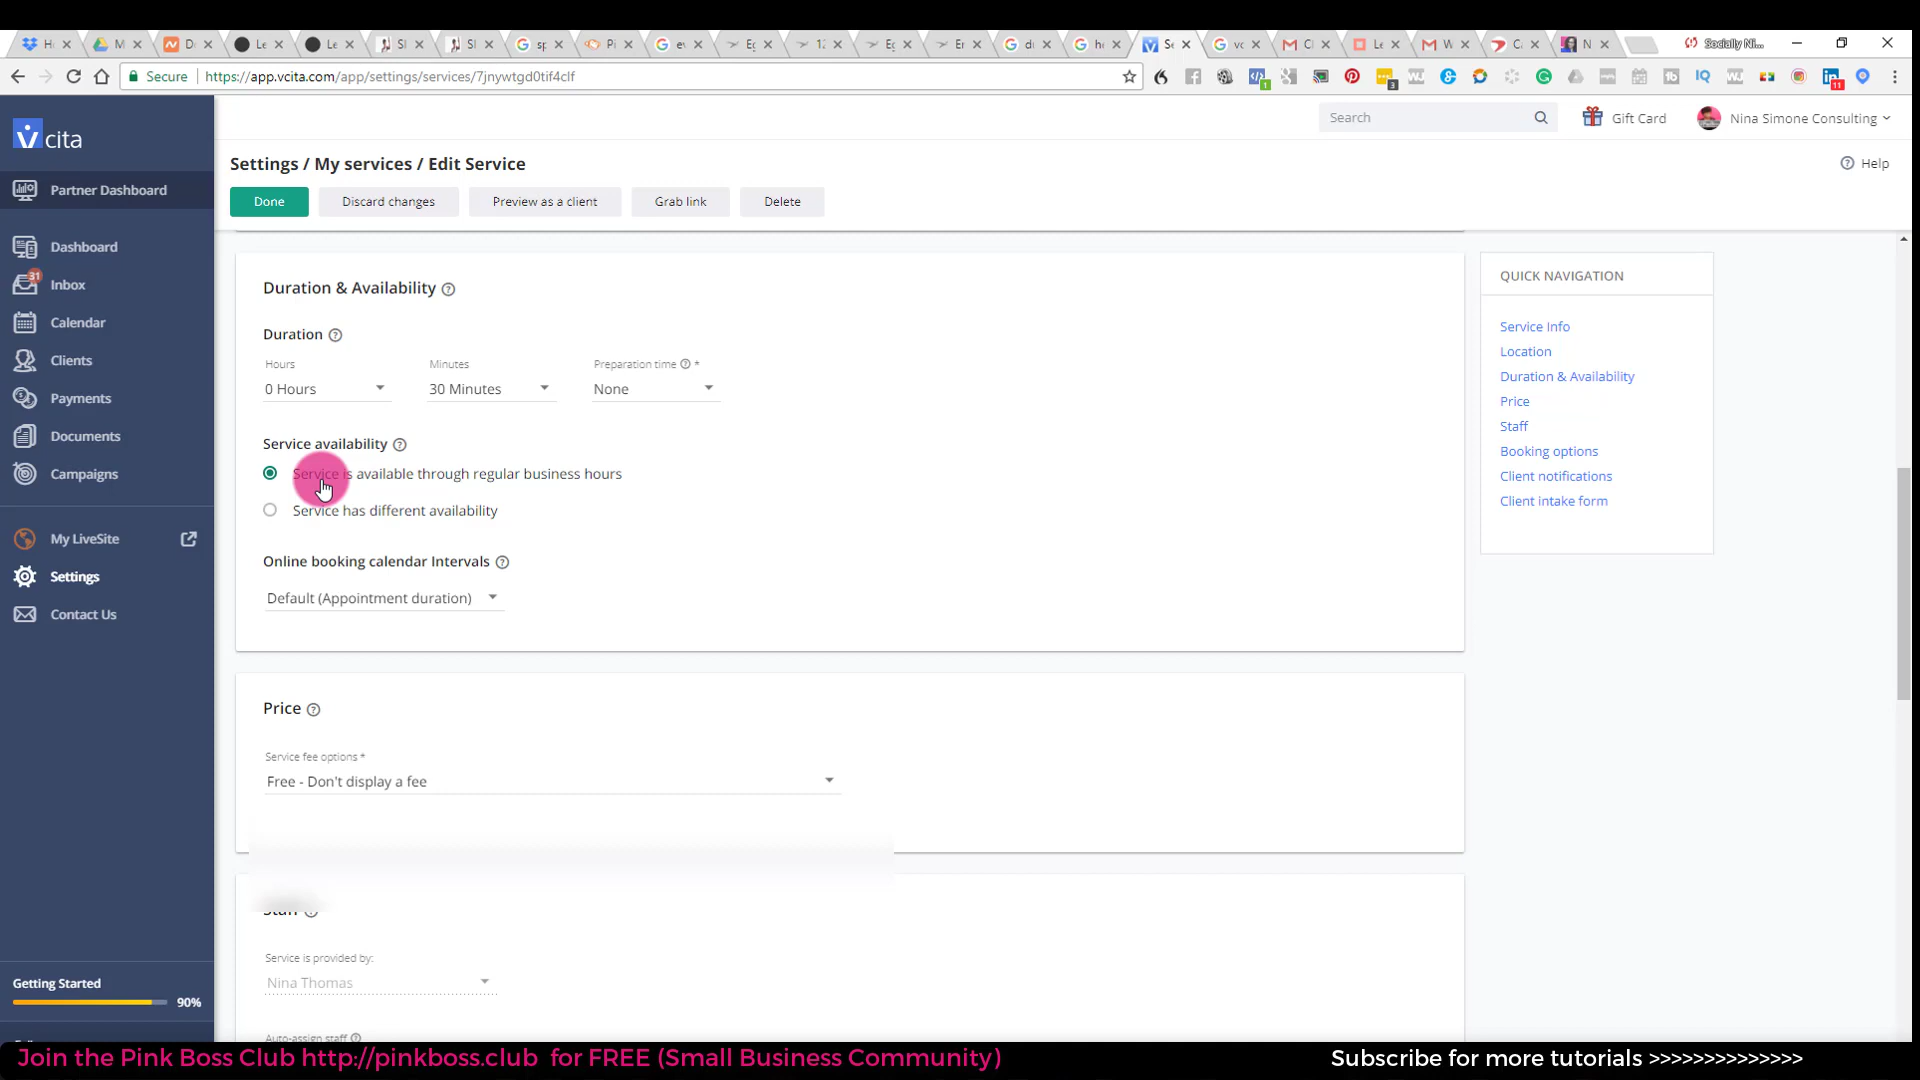 Socially Ni...
Secure
https://app.vcita.com/app/settings/services/7jnywtgd0tif4clf
vcita
Search
Gift Card
Nina Simone Consulting
Settings / My services / Edit Service
Help
Done
Discard changes
Preview as a client
Grab link
Delete
Partner Dashboard
Dashboard
31
Inbox
Calendar
Clients
Payments
Documents
Campaigns
My LiveSite
Settings
Contact Us
Getting Started
90%
Duration & Availability
Duration
Hours
Minutes
Preparation time *
0 Hours
30 Minutes
None
Service availability
Service is available through regular business hours
Service has different availability
Online booking calendar Intervals
Default (Appointment duration)
Price
Service fee options *
Free - Don't display a fee
Staff
Service is provided by:
Nina Thomas
Auto-assign staff
QUICK NAVIGATION
Service Info
Location
Duration & Availability
Price
Staff
Booking options
Client notifications
Client intake form
Join the Pink Boss Club http://pinkboss.club for FREE (Small Business Community)
Subscribe for more tutorials >>>>>>>>>>>>>>